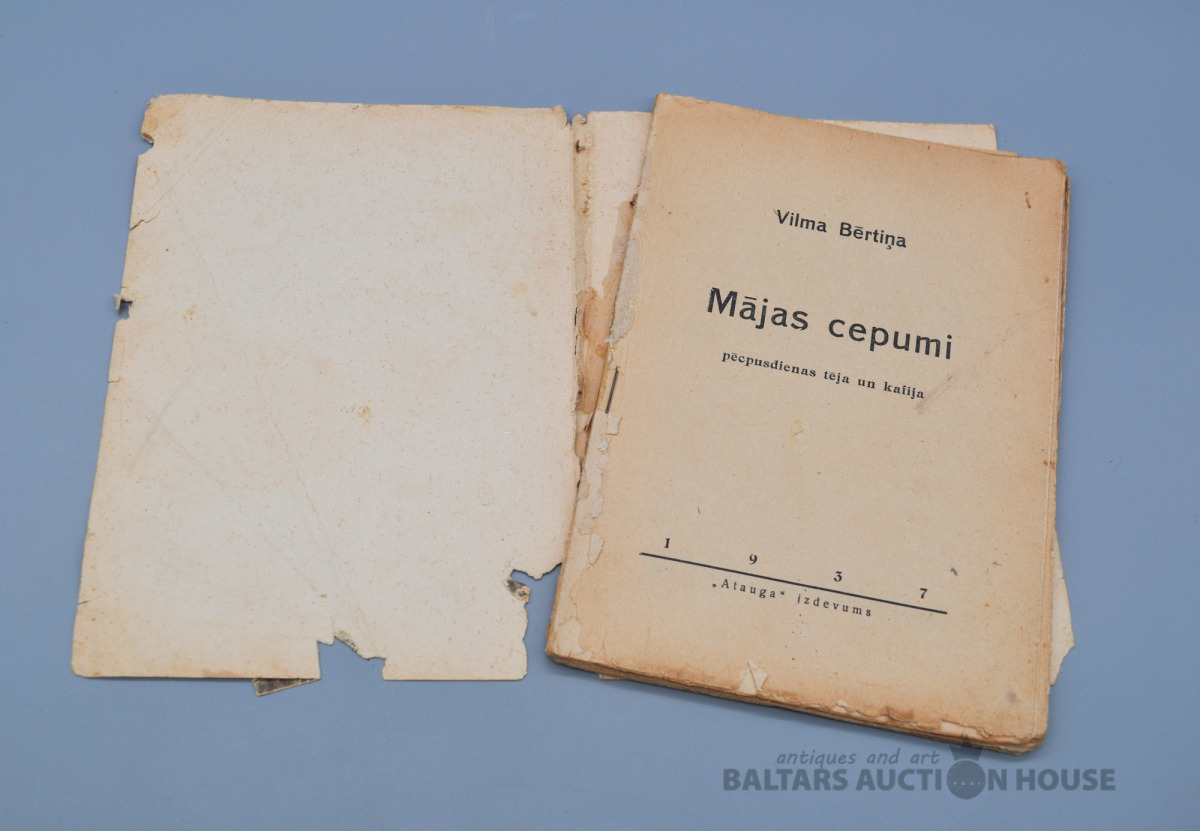 Vilma Bērtiņa
Mājas cepumi
pēcpusdienas tēja un kafija
1 9 3 7
„Atauga“ izdevums
antiques and art
BALTARS AUCTION HOUSE